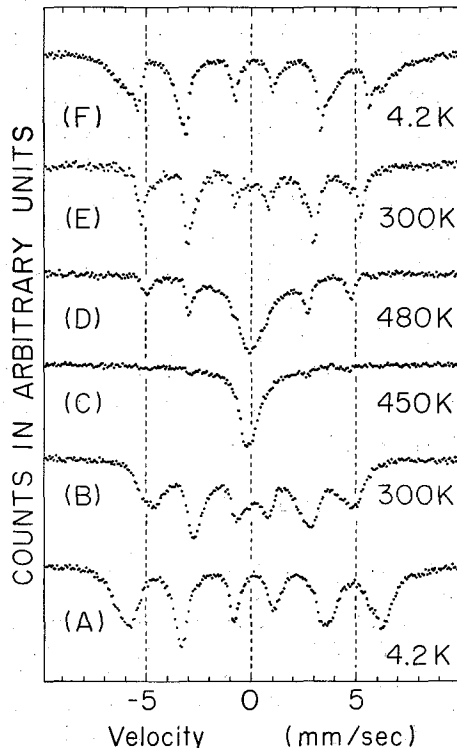 COUNTS IN ARBITRARY UNITS
(F) 4.2K
(E) 300K
(D) 480K
(C) 450K
(B) 300K
(A) 4.2K
-5 0 5
Velocity (mm/sec)